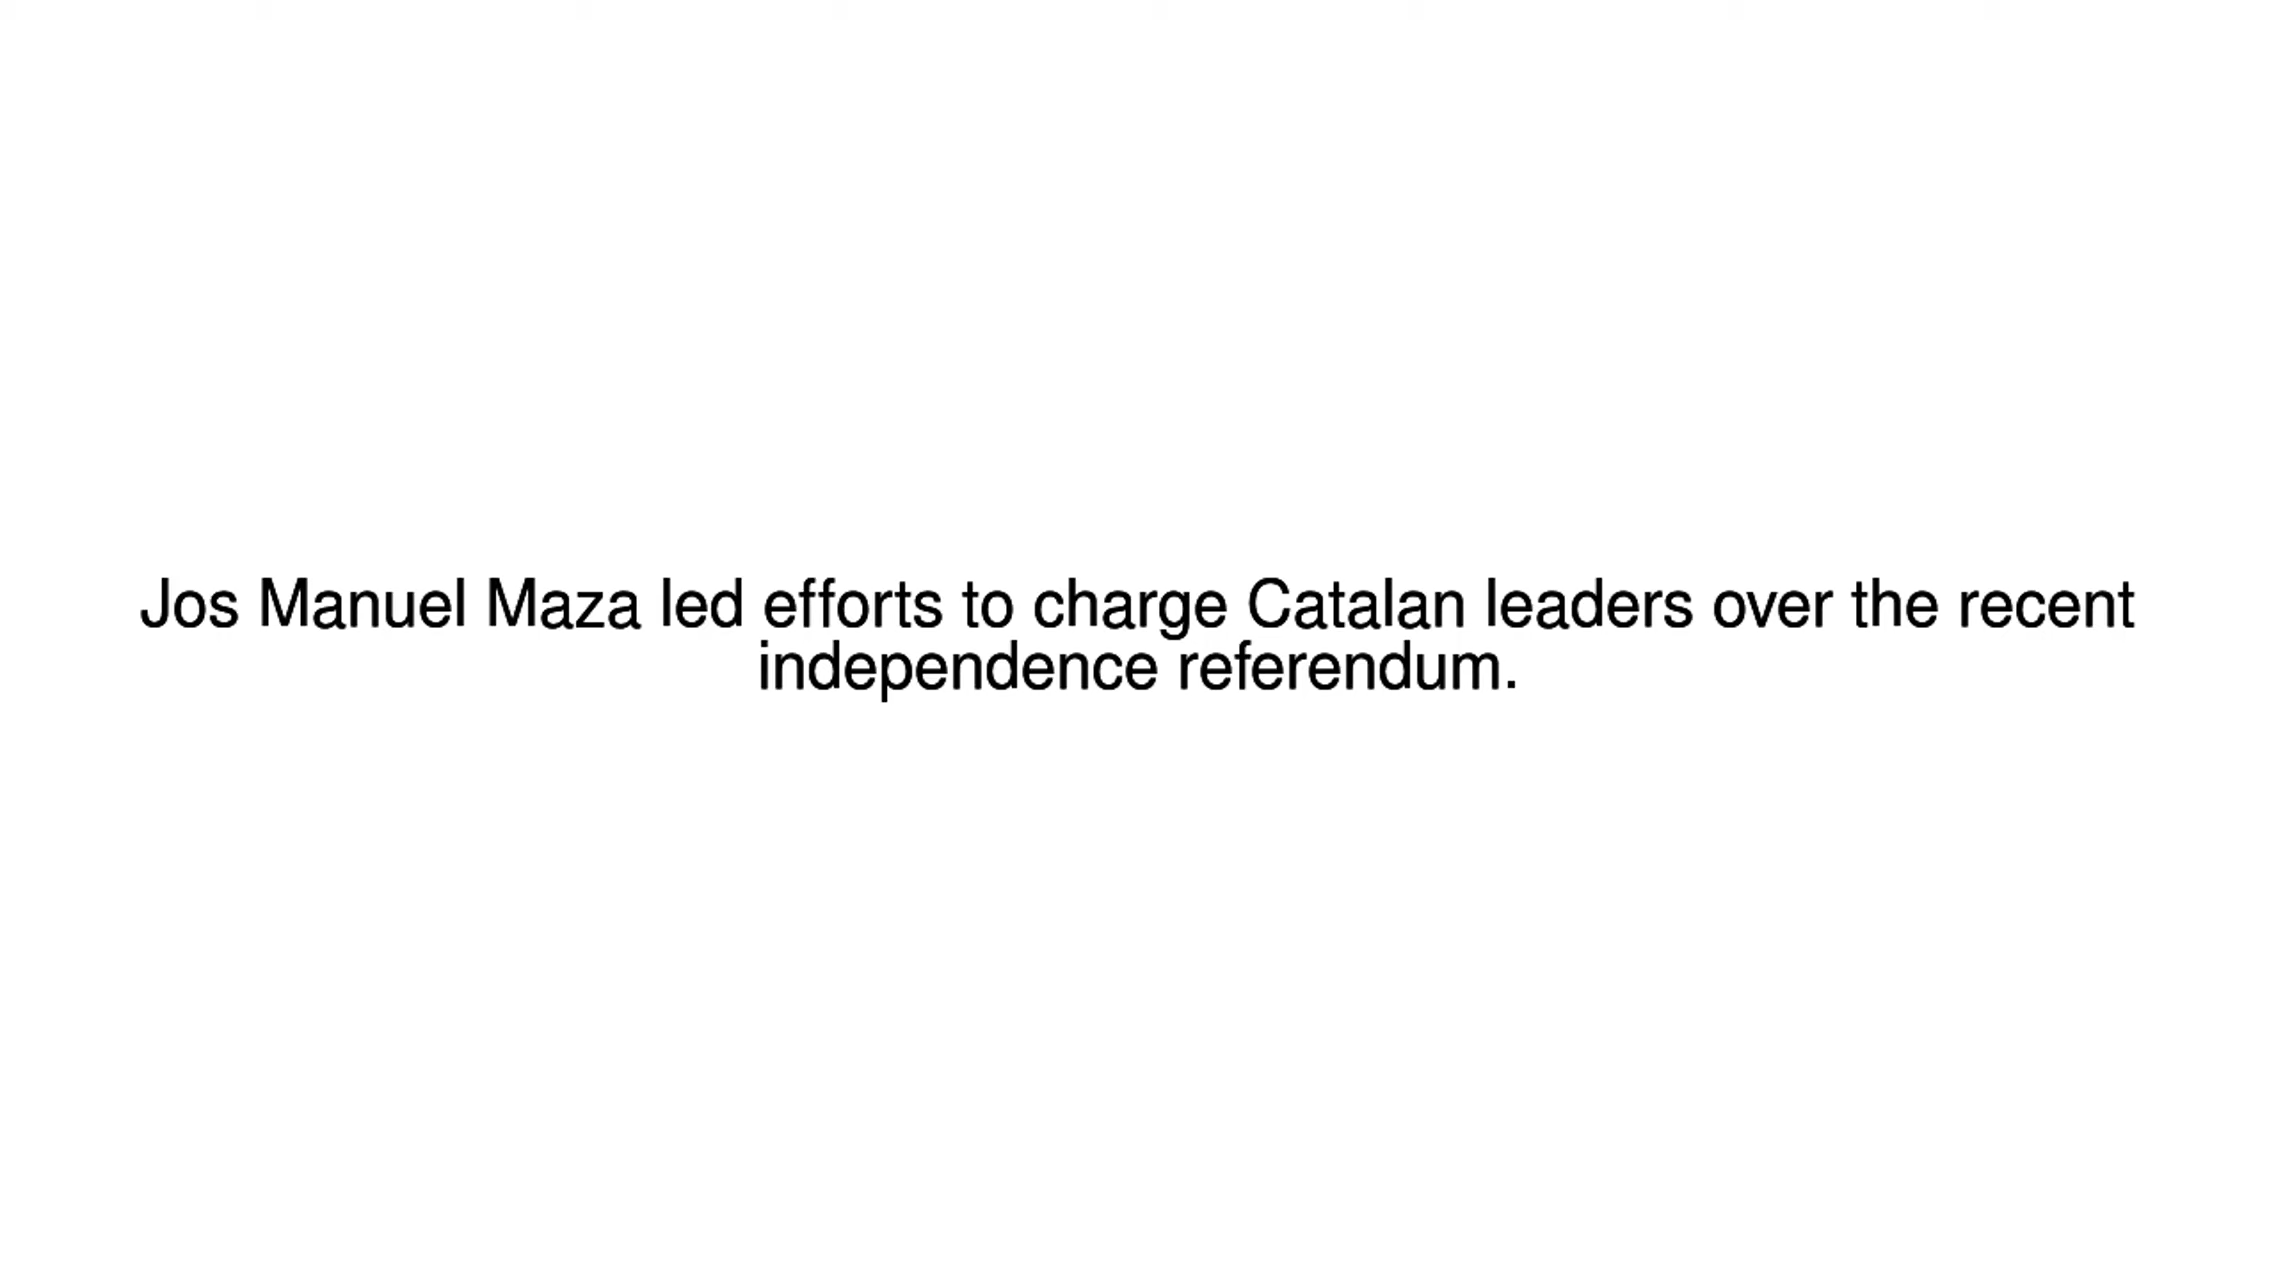 Jos Manuel Maza led efforts to charge Catalan leaders over the recent
independence referendum.